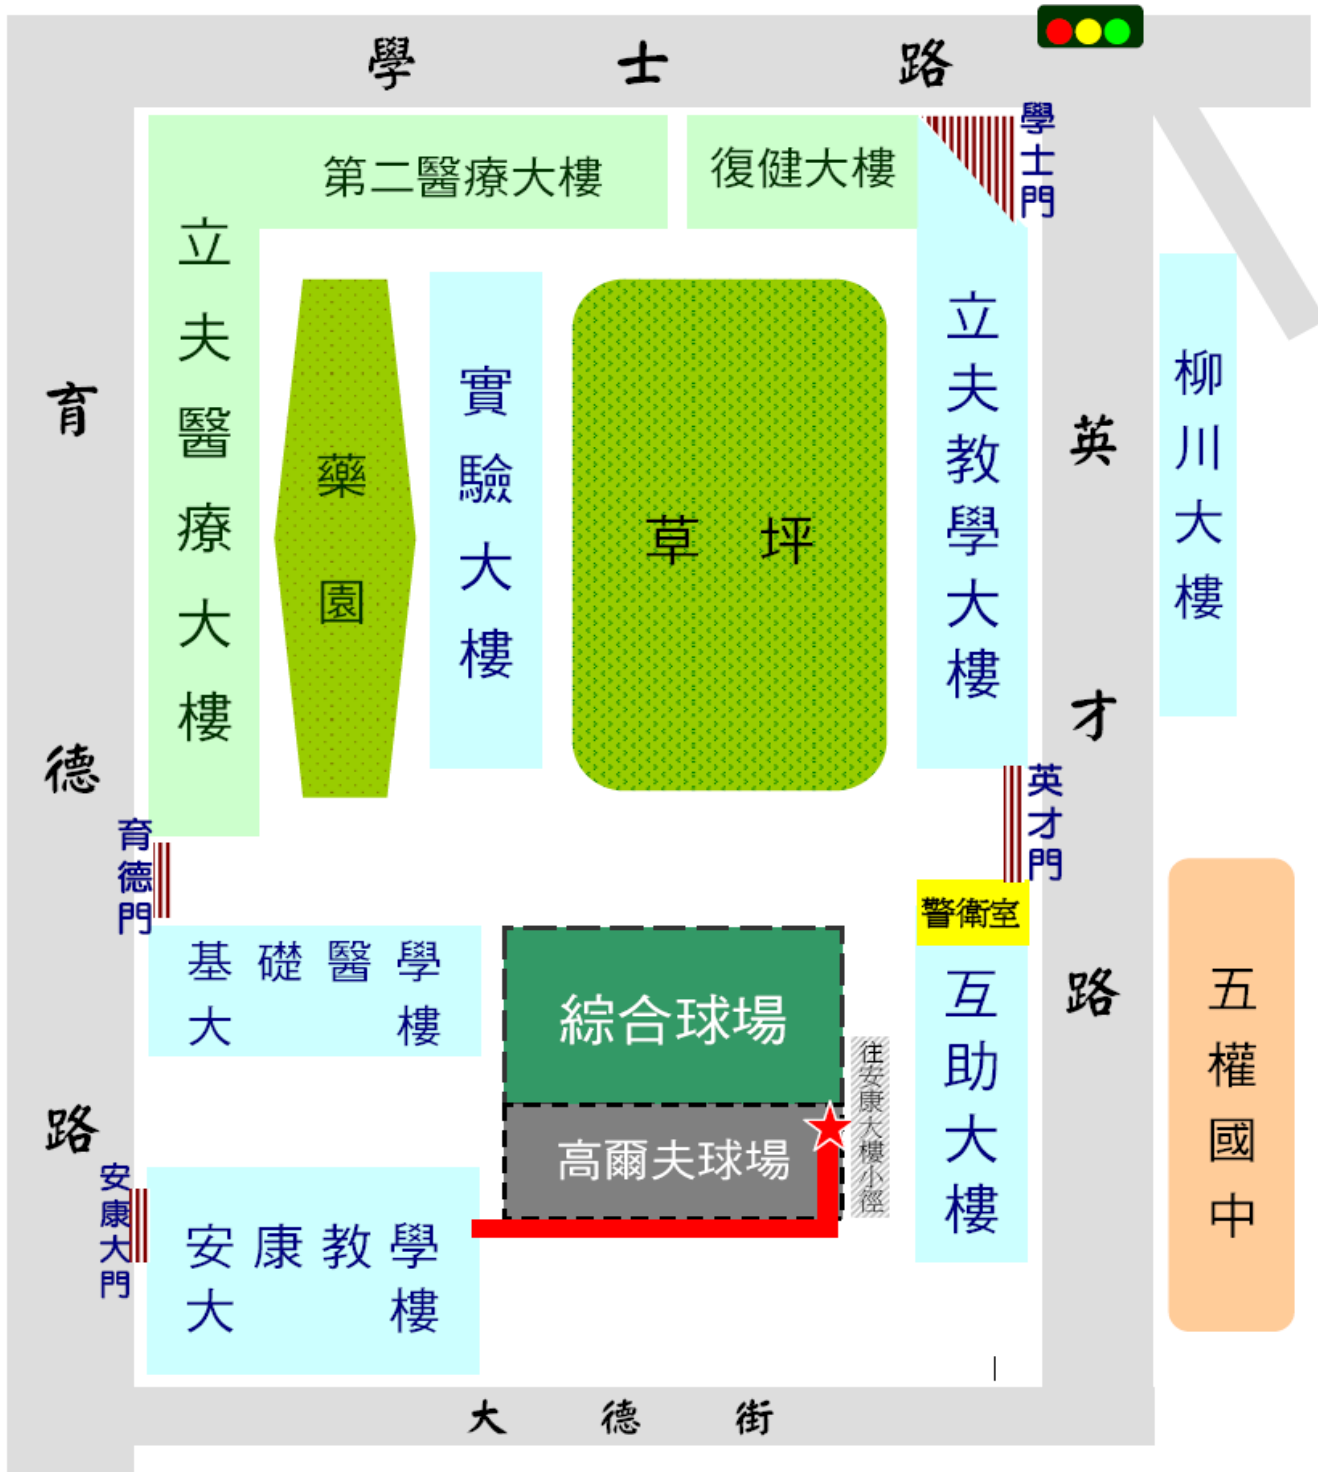 學士路
學士門
第二醫療大樓
復健大樓
立夫醫療大樓
藥園
實驗大樓
草坪
立夫教學大樓
柳川大樓
育德路
英才路
育德門
英才門
警衛室
基礎醫學
大樓
綜合球場
高爾夫球場
往安康大樓小徑
互助大樓
五權國中
安康大門
安康教學
大樓
大德街